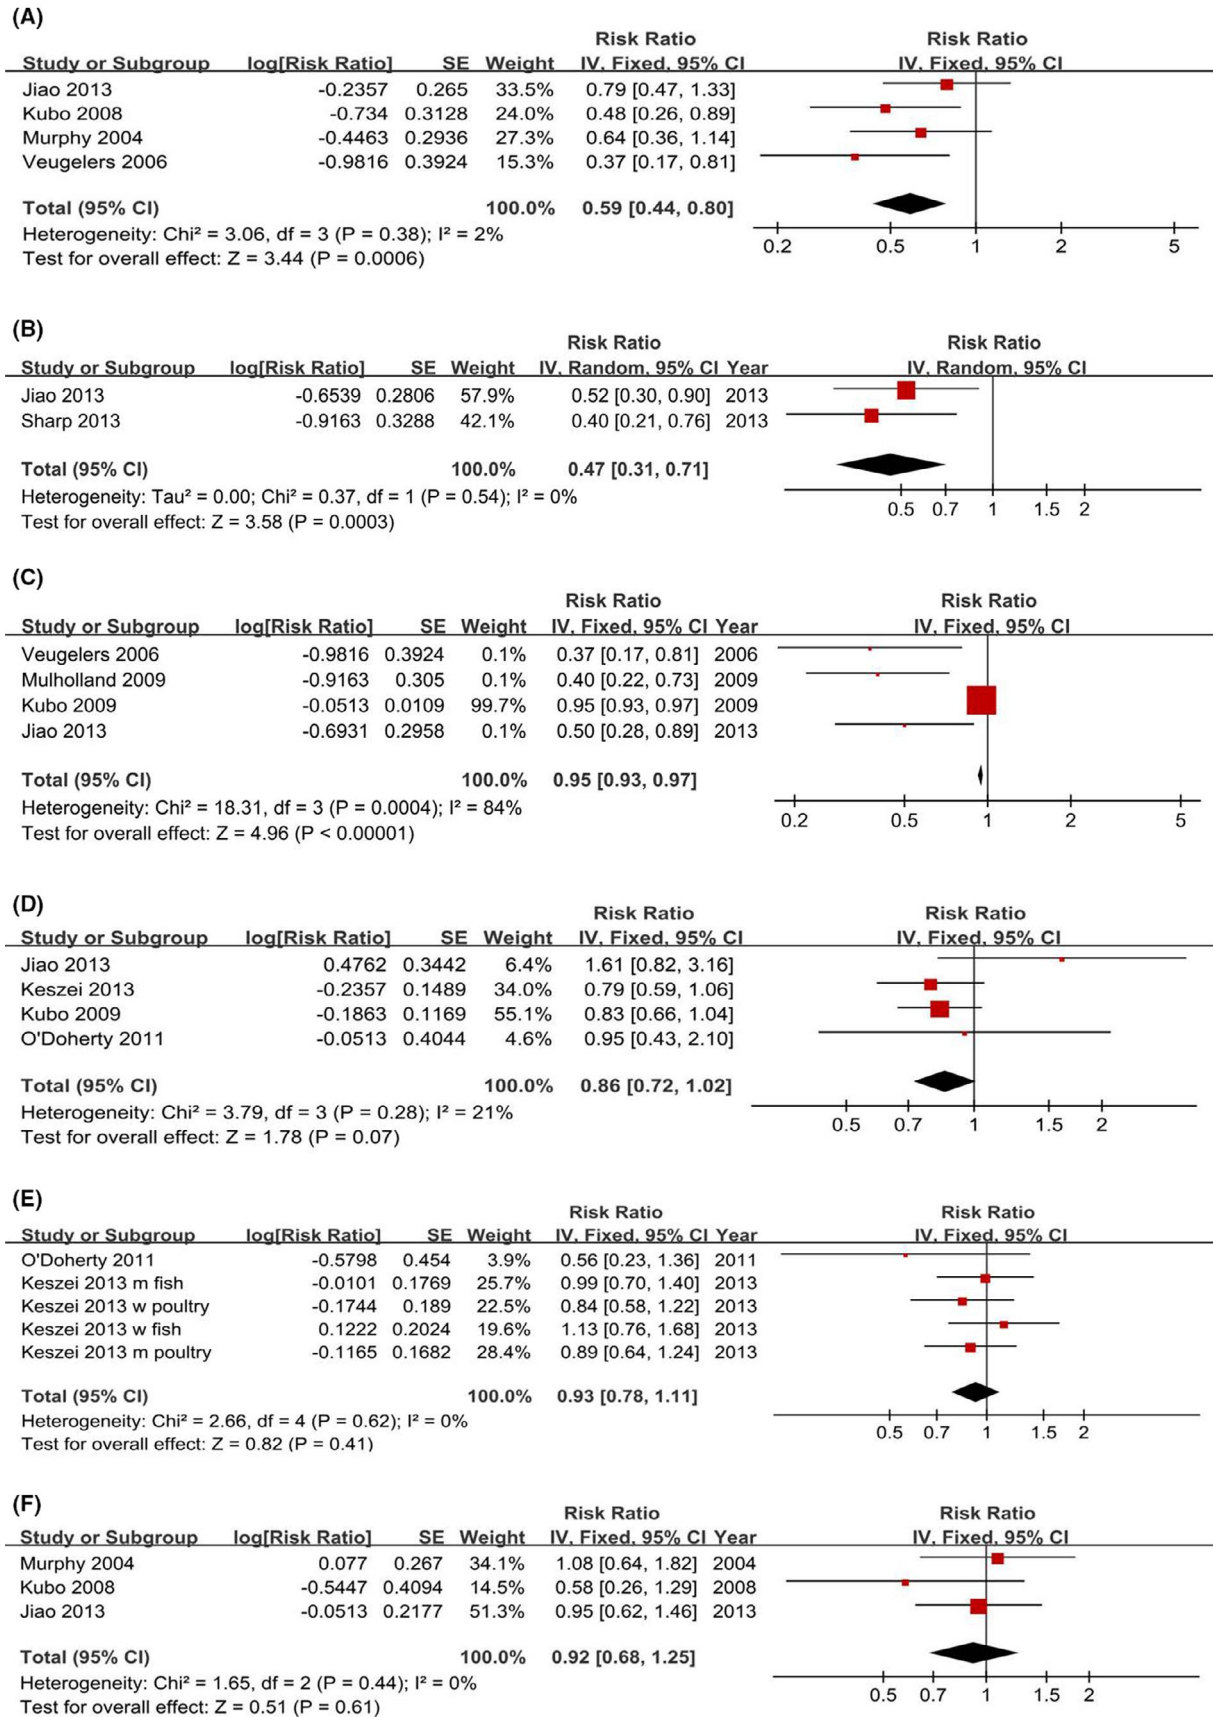 (A)
Risk Ratio Risk Ratio
Study or Subgroup log[Risk Ratio] SE Weight IV, Fixed, 95% CI IV, Fixed, 95% CI
Jiao 2013 -0.2357 0.265 33.5% 0.79 [0.47, 1.33]
Kubo 2008 -0.734 0.3128 24.0% 0.48 [0.26, 0.89]
Murphy 2004 -0.4463 0.2936 27.3% 0.64 [0.36, 1.14]
Veugelers 2006 -0.9816 0.3924 15.3% 0.37 [0.17, 0.81]
Total (95% CI) 100.0% 0.59 [0.44, 0.80]
Heterogeneity: Chi² = 3.06, df = 3 (P = 0.38); I² = 2%
Test for overall effect: Z = 3.44 (P = 0.0006)
0.2 0.5 1 2 5
(B)
Risk Ratio Risk Ratio
Study or Subgroup log[Risk Ratio] SE Weight IV, Random, 95% CI Year IV, Random, 95% CI
Jiao 2013 -0.6539 0.2806 57.9% 0.52 [0.30, 0.90] 2013
Sharp 2013 -0.9163 0.3288 42.1% 0.40 [0.21, 0.76] 2013
Total (95% CI) 100.0% 0.47 [0.31, 0.71]
Heterogeneity: Tau² = 0.00; Chi² = 0.37, df = 1 (P = 0.54); I² = 0%
Test for overall effect: Z = 3.58 (P = 0.0003)
0.5 0.7 1 1.5 2
(C)
Risk Ratio Risk Ratio
Study or Subgroup log[Risk Ratio] SE Weight IV, Fixed, 95% CI Year IV, Fixed, 95% CI
Veugelers 2006 -0.9816 0.3924 0.1% 0.37 [0.17, 0.81] 2006
Mulholland 2009 -0.9163 0.305 0.1% 0.40 [0.22, 0.73] 2009
Kubo 2009 -0.0513 0.0109 99.7% 0.95 [0.93, 0.97] 2009
Jiao 2013 -0.6931 0.2958 0.1% 0.50 [0.28, 0.89] 2013
Total (95% CI) 100.0% 0.95 [0.93, 0.97]
Heterogeneity: Chi² = 18.31, df = 3 (P = 0.0004); I² = 84%
Test for overall effect: Z = 4.96 (P < 0.00001)
0.2 0.5 1 2 5
(D)
Risk Ratio Risk Ratio
Study or Subgroup log[Risk Ratio] SE Weight IV, Fixed, 95% CI IV, Fixed, 95% CI
Jiao 2013 0.4762 0.3442 6.4% 1.61 [0.82, 3.16]
Keszei 2013 -0.2357 0.1489 34.0% 0.79 [0.59, 1.06]
Kubo 2009 -0.1863 0.1169 55.1% 0.83 [0.66, 1.04]
O'Doherty 2011 -0.0513 0.4044 4.6% 0.95 [0.43, 2.10]
Total (95% CI) 100.0% 0.86 [0.72, 1.02]
Heterogeneity: Chi² = 3.79, df = 3 (P = 0.28); I² = 21%
Test for overall effect: Z = 1.78 (P = 0.07)
0.5 0.7 1 1.5 2
(E)
Risk Ratio Risk Ratio
Study or Subgroup log[Risk Ratio] SE Weight IV, Fixed, 95% CI Year IV, Fixed, 95% CI
O'Doherty 2011 -0.5798 0.454 3.9% 0.56 [0.23, 1.36] 2011
Keszei 2013 m fish -0.0101 0.1769 25.7% 0.99 [0.70, 1.40] 2013
Keszei 2013 w poultry -0.1744 0.189 22.5% 0.84 [0.58, 1.22] 2013
Keszei 2013 w fish 0.1222 0.2024 19.6% 1.13 [0.76, 1.68] 2013
Keszei 2013 m poultry -0.1165 0.1682 28.4% 0.89 [0.64, 1.24] 2013
Total (95% CI) 100.0% 0.93 [0.78, 1.11]
Heterogeneity: Chi² = 2.66, df = 4 (P = 0.62); I² = 0%
Test for overall effect: Z = 0.82 (P = 0.41)
0.5 0.7 1 1.5 2
(F)
Risk Ratio Risk Ratio
Study or Subgroup log[Risk Ratio] SE Weight IV, Fixed, 95% CI Year IV, Fixed, 95% CI
Murphy 2004 0.077 0.267 34.1% 1.08 [0.64, 1.82] 2004
Kubo 2008 -0.5447 0.4094 14.5% 0.58 [0.26, 1.29] 2008
Jiao 2013 -0.0513 0.2177 51.3% 0.95 [0.62, 1.46] 2013
Total (95% CI) 100.0% 0.92 [0.68, 1.25]
Heterogeneity: Chi² = 1.65, df = 2 (P = 0.44); I² = 0%
Test for overall effect: Z = 0.51 (P = 0.61)
0.5 0.7 1 1.5 2